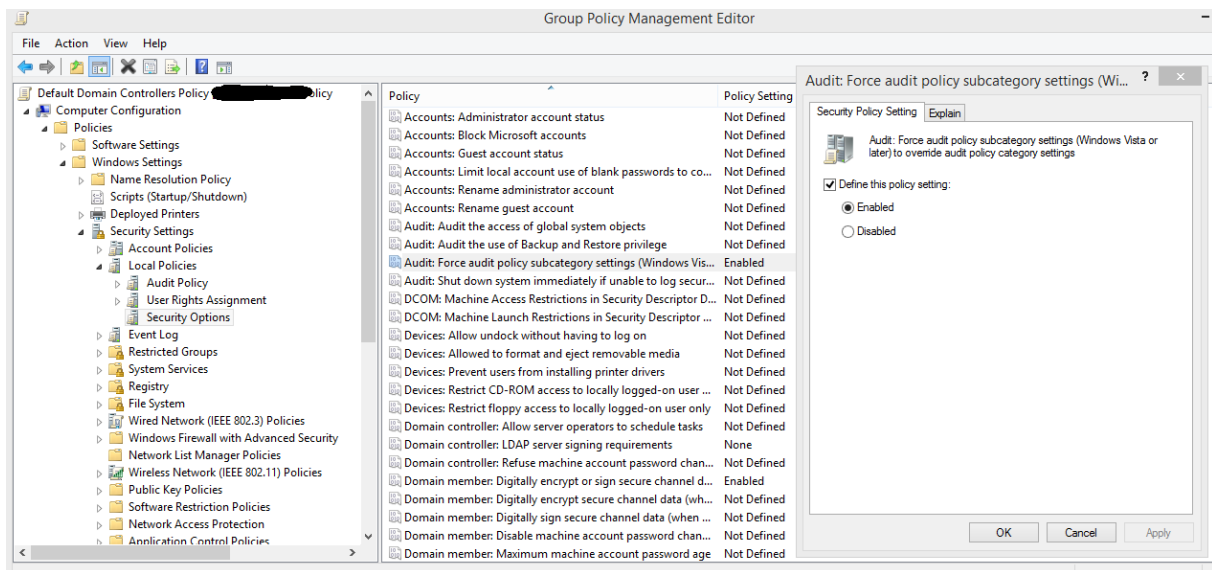 Group Policy Management Editor
File Action View Help
Default Domain Controllers Policy olicy
Computer Configuration
Policies
Software Settings
Windows Settings
Name Resolution Policy
Scripts (Startup/Shutdown)
Deployed Printers
Security Settings
Account Policies
Local Policies
Audit Policy
User Rights Assignment
Security Options
Event Log
Restricted Groups
System Services
Registry
File System
Wired Network (IEEE 802.3) Policies
Windows Firewall with Advanced Security
Network List Manager Policies
Wireless Network (IEEE 802.11) Policies
Public Key Policies
Software Restriction Policies
Network Access Protection
Application Control Policies
Policy Policy Setting
Accounts: Administrator account status Not Defined
Accounts: Block Microsoft accounts Not Defined
Accounts: Guest account status Not Defined
Accounts: Limit local account use of blank passwords to co... Not Defined
Accounts: Rename administrator account Not Defined
Accounts: Rename guest account Not Defined
Audit: Audit the access of global system objects Not Defined
Audit: Audit the use of Backup and Restore privilege Not Defined
Audit: Force audit policy subcategory settings (Windows Vis... Enabled
Audit: Shut down system immediately if unable to log secur... Not Defined
DCOM: Machine Access Restrictions in Security Descriptor D... Not Defined
DCOM: Machine Launch Restrictions in Security Descriptor ... Not Defined
Devices: Allow undock without having to log on Not Defined
Devices: Allowed to format and eject removable media Not Defined
Devices: Prevent users from installing printer drivers Not Defined
Devices: Restrict CD-ROM access to locally logged-on user ... Not Defined
Devices: Restrict floppy access to locally logged-on user only Not Defined
Domain controller: Allow server operators to schedule tasks Not Defined
Domain controller: LDAP server signing requirements None
Domain controller: Refuse machine account password chan... Not Defined
Domain member: Digitally encrypt or sign secure channel d... Enabled
Domain member: Digitally encrypt secure channel data (wh... Not Defined
Domain member: Digitally sign secure channel data (when ... Not Defined
Domain member: Disable machine account password chan... Not Defined
Domain member: Maximum machine account password age Not Defined
Audit: Force audit policy subcategory settings (Wi... ? ×
Security Policy Setting Explain
Audit: Force audit policy subcategory settings (Windows Vista or
later) to override audit policy category settings
Define this policy setting:
Enabled
Disabled
OK Cancel Apply